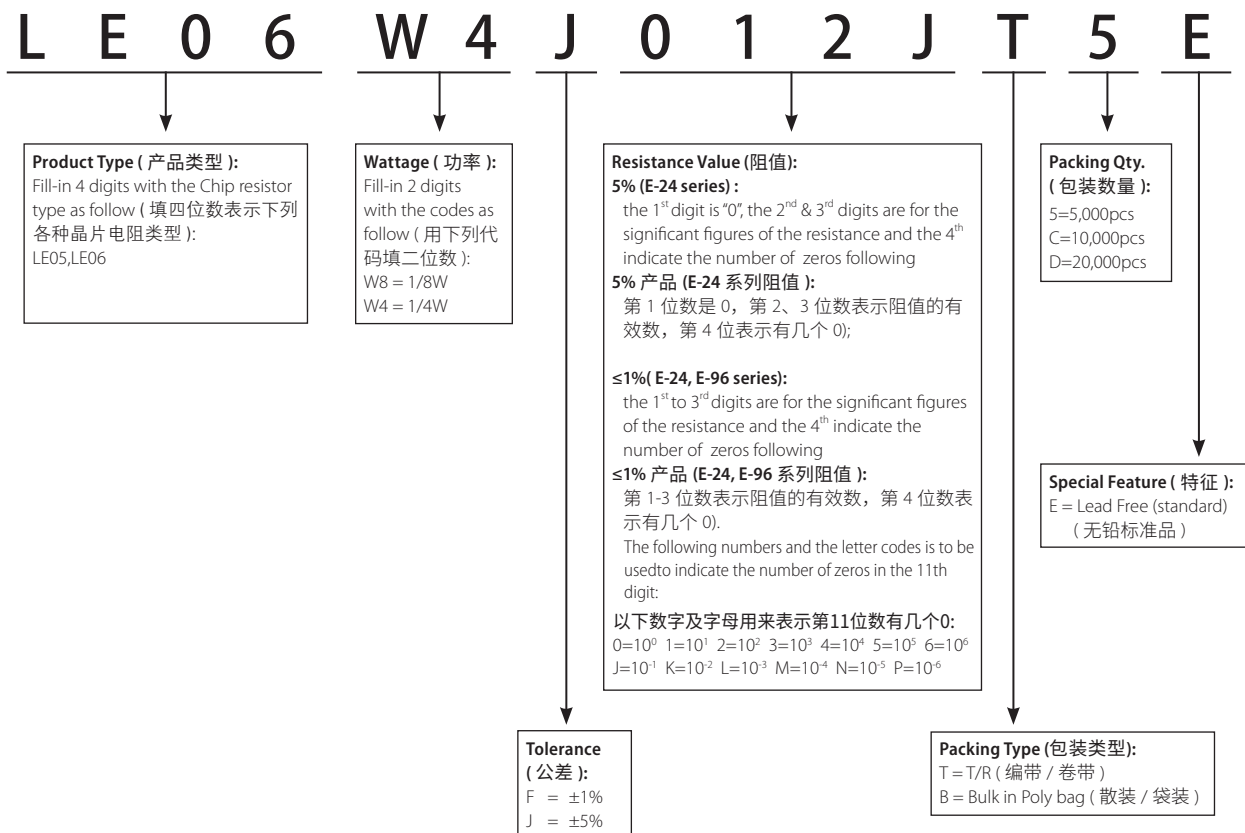 LE06 W4 J 012J T 5 E
Product Type ( 产品类型 ):
Fill-in 4 digits with the Chip resistor
type as follow ( 填四位数表示下列
各种晶片电阻类型 ):
LE05,LE06
Wattage ( 功率 ):
Fill-in 2 digits
with the codes as
follow ( 用下列代
码填二位数 ):
W8 = 1/8W
W4 = 1/4W
Resistance Value (阻值):
5% (E-24 series) :
the 1st digit is “0”, the 2nd & 3rd digits are for the
significant figures of the resistance and the 4th
indicate the number of zeros following
5% 产品 (E-24 系列阻值 ):
第 1 位数是 0，第 2、3 位数表示阻值的有
效数，第 4 位表示有几个 0);
≤1%( E-24, E-96 series):
the 1st to 3rd digits are for the significant figures
of the resistance and the 4th indicate the
number of zeros following
≤1% 产品 (E-24, E-96 系列阻值 ):
第 1-3 位数表示阻值的有效数，第 4 位数表
示有几个 0).
The following numbers and the letter codes is to be
usedto indicate the number of zeros in the 11th
digit:
以下数字及字母用来表示第11位数有几个0:
0=10⁰ 1=10¹ 2=10² 3=10³ 4=10⁴ 5=10⁵ 6=10⁶
J=10⁻¹ K=10⁻² L=10⁻³ M=10⁻⁴ N=10⁻⁵ P=10⁻⁶
Packing Qty.
( 包装数量 ):
5=5,000pcs
C=10,000pcs
D=20,000pcs
Special Feature ( 特征 ):
E = Lead Free (standard)
( 无铅标准品 )
Tolerance
( 公差 ):
F = ±1%
J = ±5%
Packing Type (包装类型):
T = T/R ( 编带 / 卷带 )
B = Bulk in Poly bag ( 散装 / 袋装 )